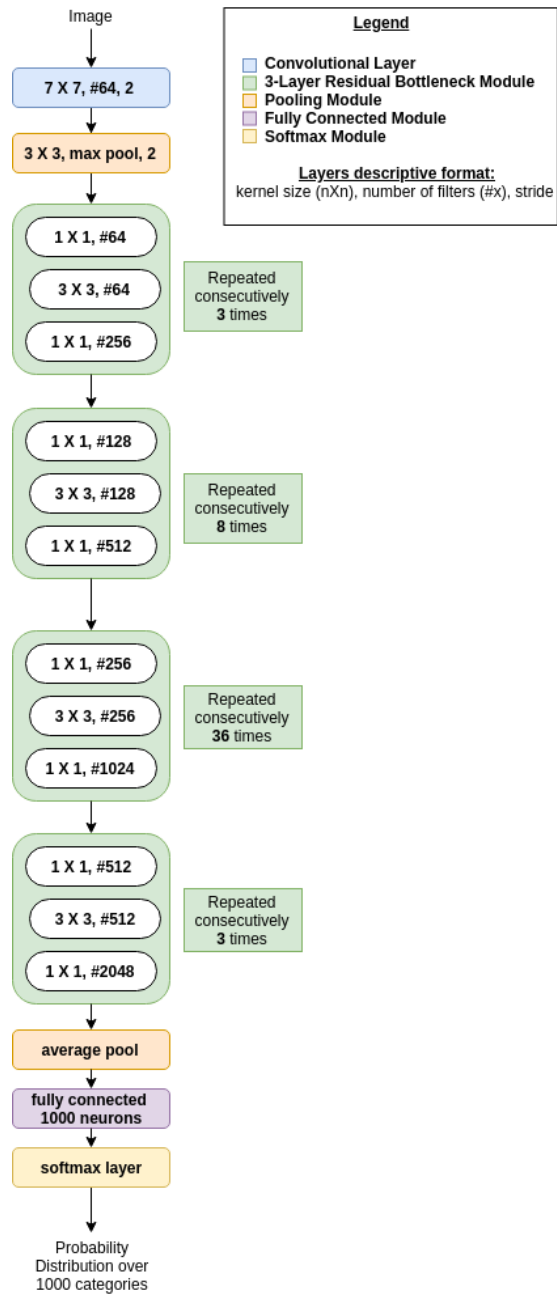 Image
Legend
Convolutional Layer
3-Layer Residual Bottleneck Module
Pooling Module
Fully Connected Module
Softmax Module
Layers descriptive format:
kernel size (nXn), number of filters (#x), stride
7 X 7, #64, 2
3 X 3, max pool, 2
1 X 1, #64
3 X 3, #64
1 X 1, #256
Repeated
consecutively
3 times
1 X 1, #128
3 X 3, #128
1 X 1, #512
Repeated
consecutively
8 times
1 X 1, #256
3 X 3, #256
1 X 1, #1024
Repeated
consecutively
36 times
1 X 1, #512
3 X 3, #512
1 X 1, #2048
Repeated
consecutively
3 times
average pool
fully connected
1000 neurons
softmax layer
Probability
Distribution over
1000 categories